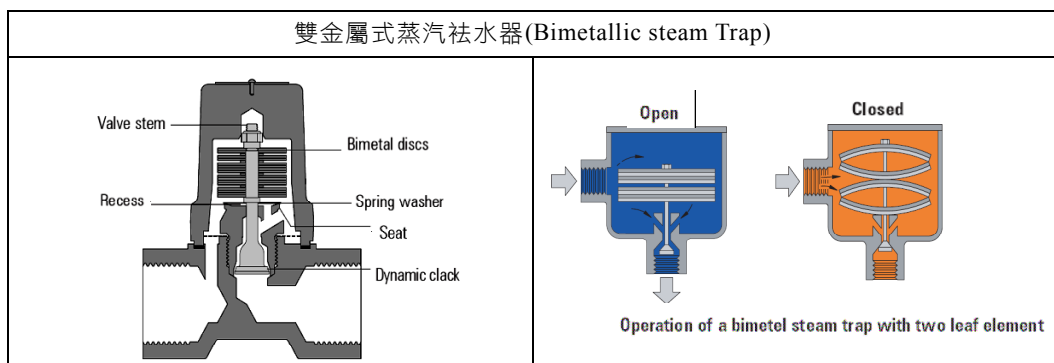 雙金屬式蒸汽袪水器(Bimetallic steam Trap)
Valve stem
Bimetal discs
Recess
Spring washer
Seat
Dynamic clack
Open
Closed
Operation of a bimetel steam trap with two leaf element